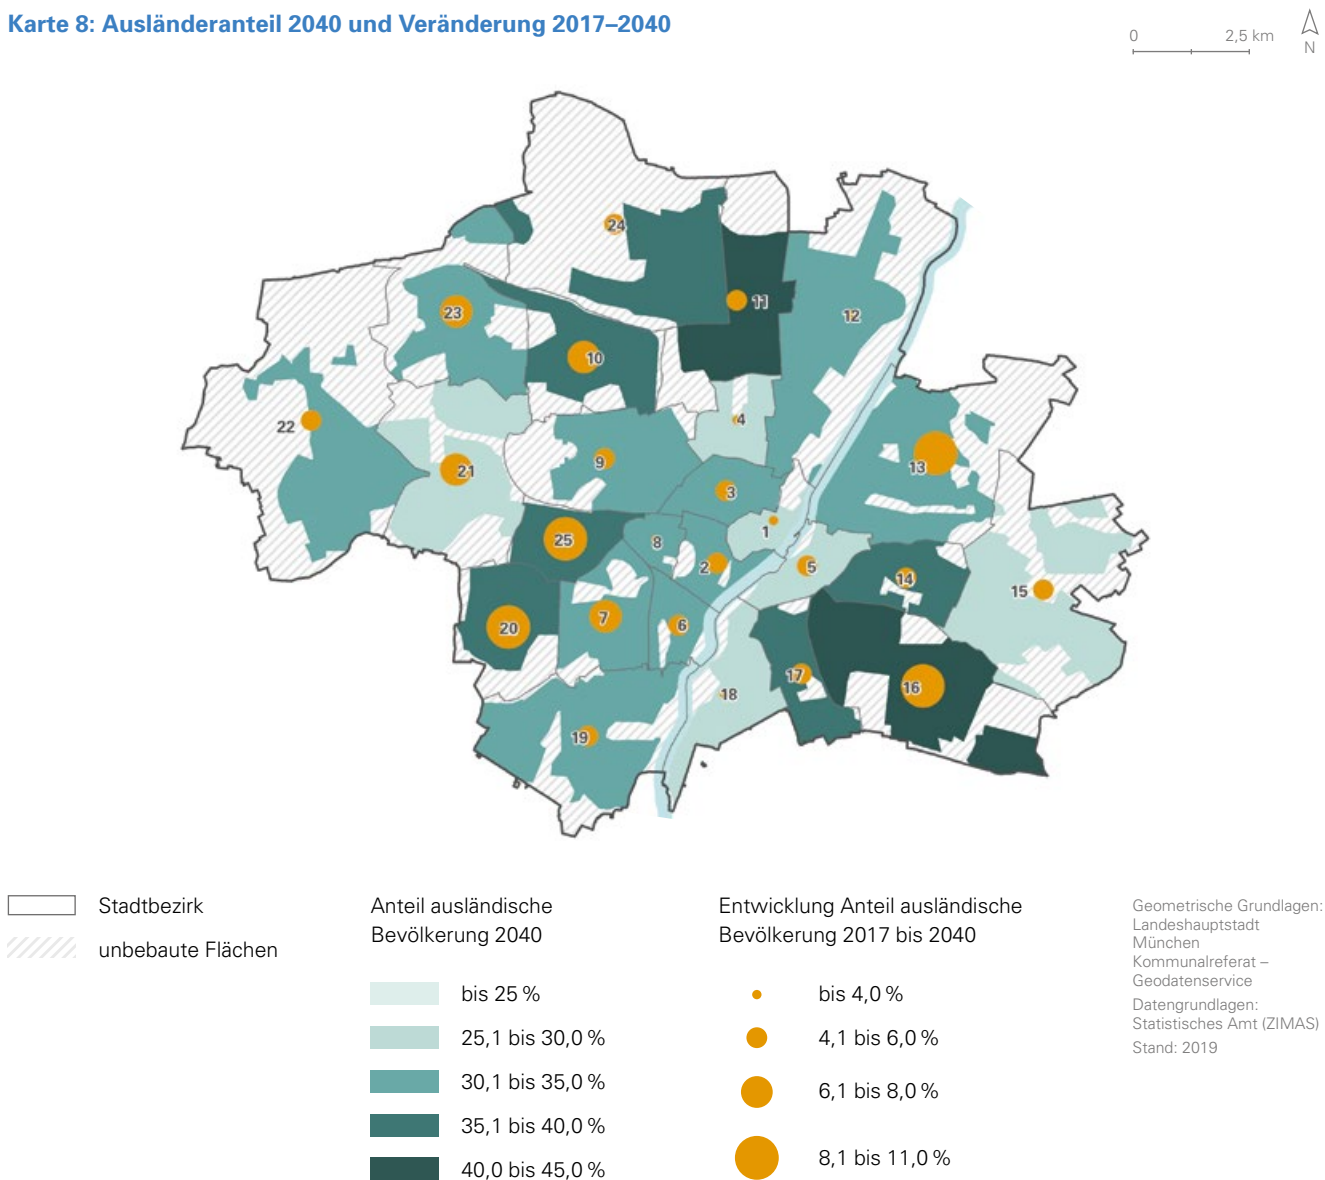 Karte 8: Ausländeranteil 2040 und Veränderung 2017–2040
0 2,5 km
N
24
11
12
23
10
4
22
21
9
13
3
1
25
8
2
5
14
15
20
7
6
17
16
18
19
Stadtbezirk
unbebaute Flächen
Anteil ausländische
Bevölkerung 2040
bis 25 %
25,1 bis 30,0 %
30,1 bis 35,0 %
35,1 bis 40,0 %
40,0 bis 45,0 %
Entwicklung Anteil ausländische
Bevölkerung 2017 bis 2040
bis 4,0 %
4,1 bis 6,0 %
6,1 bis 8,0 %
8,1 bis 11,0 %
Geometrische Grundlagen:
Landeshauptstadt
München
Kommunalreferat –
Geodatenservice
Datengrundlagen:
Statistisches Amt (ZIMAS)
Stand: 2019